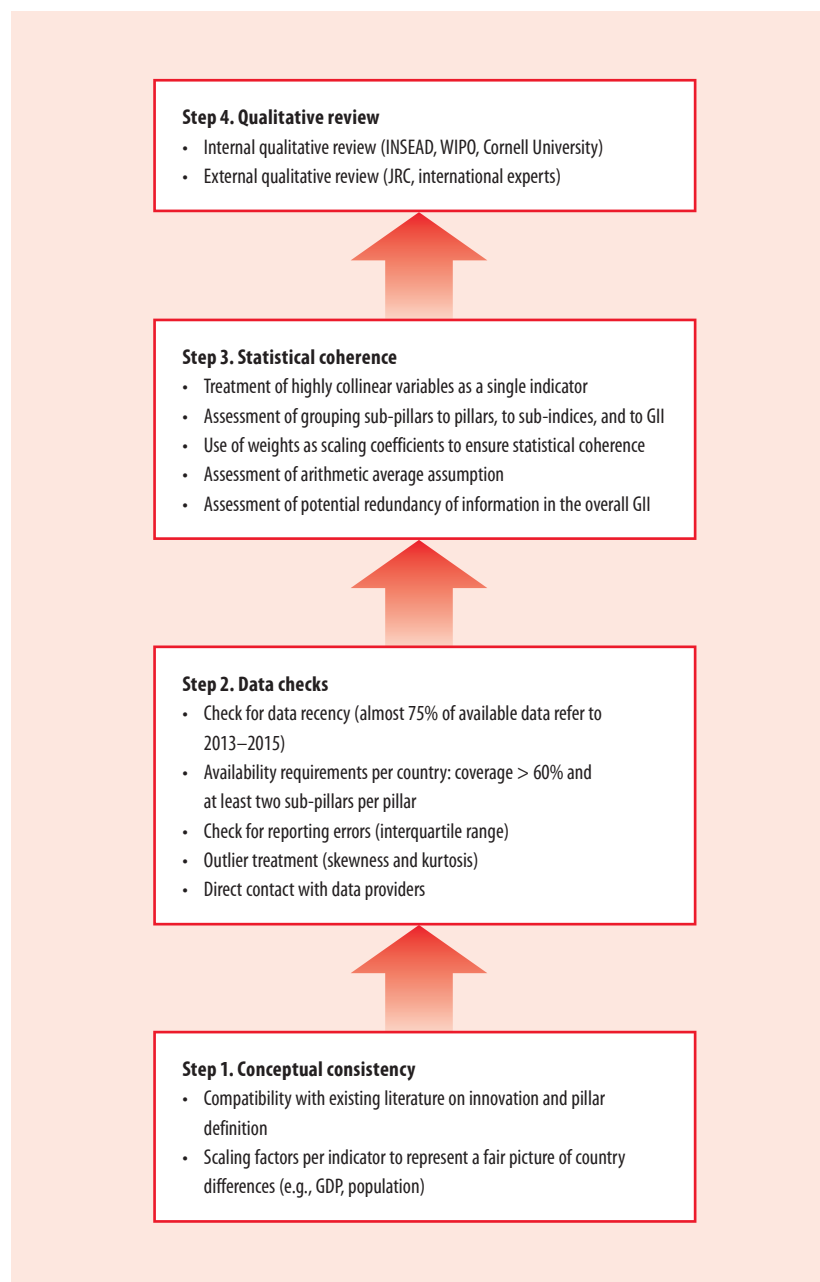 Step 4. Qualitative review
• Internal qualitative review (INSEAD, WIPO, Cornell University)
• External qualitative review (JRC, international experts)
Step 3. Statistical coherence
• Treatment of highly collinear variables as a single indicator
• Assessment of grouping sub-pillars to pillars, to sub-indices, and to GII
• Use of weights as scaling coefficients to ensure statistical coherence
• Assessment of arithmetic average assumption
• Assessment of potential redundancy of information in the overall GII
Step 2. Data checks
• Check for data recency (almost 75% of available data refer to
2013–2015)
• Availability requirements per country: coverage > 60% and
at least two sub-pillars per pillar
• Check for reporting errors (interquartile range)
• Outlier treatment (skewness and kurtosis)
• Direct contact with data providers
Step 1. Conceptual consistency
• Compatibility with existing literature on innovation and pillar
definition
• Scaling factors per indicator to represent a fair picture of country
differences (e.g., GDP, population)